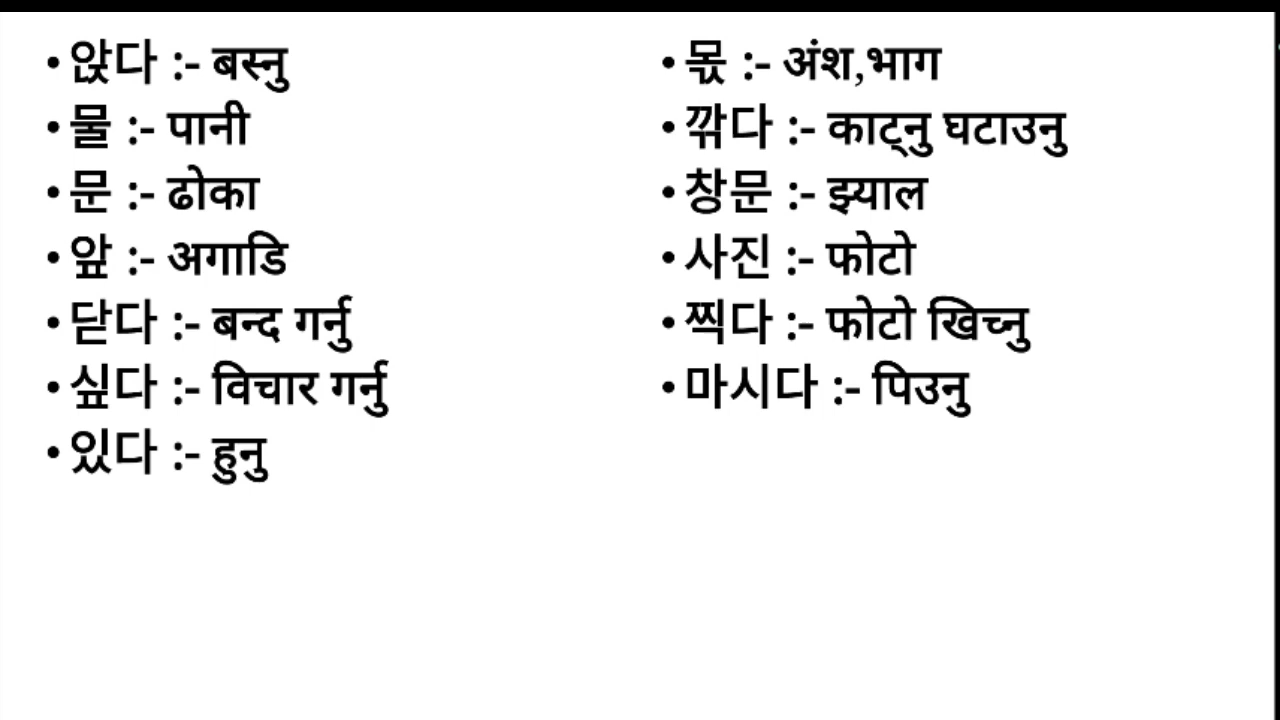 • 앉다 :- बस्नु
• 물 :- पानी
• 문 :- ढोका
• 앞 :- अगाडि
• 닫다 :- बन्द गर्नु
• 싶다 :- विचार गर्नु
• 있다 :- हुनु
• 몫 :- अंश,भाग
• 깎다 :- काट्नु घटाउनु
• 창문 :- झ्याल
• 사진 :- फोटो
• 찍다 :- फोटो खिच्नु
• 마시다 :- पिउनु